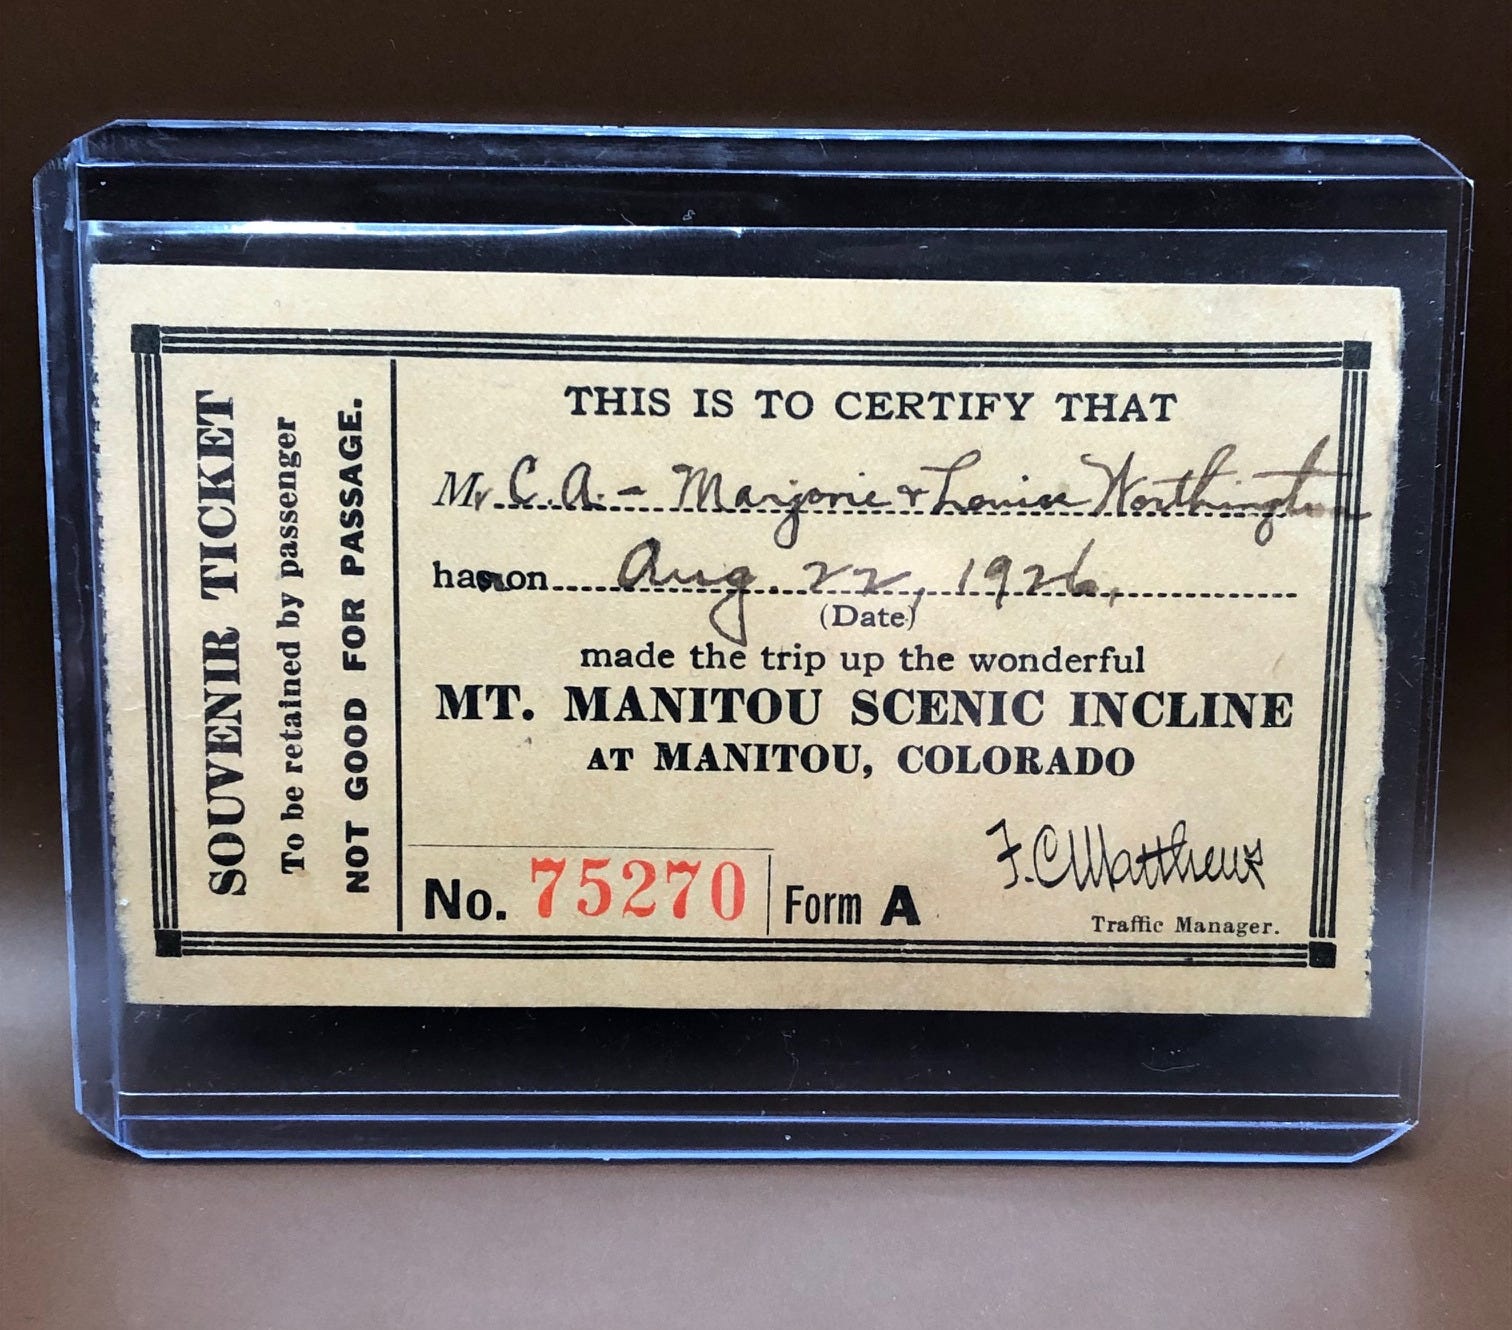 SOUVENIR TICKET
To be retained by passenger
NOT GOOD FOR PASSAGE.
THIS IS TO CERTIFY THAT
Mr C. A. - Marjorie & Louise Worthington
has on Aug. 22, 1926,
(Date)
made the trip up the wonderful
MT. MANITOU SCENIC INCLINE
AT MANITOU, COLORADO
No. 75270
Form A
F. C. Matthews
Traffic Manager.